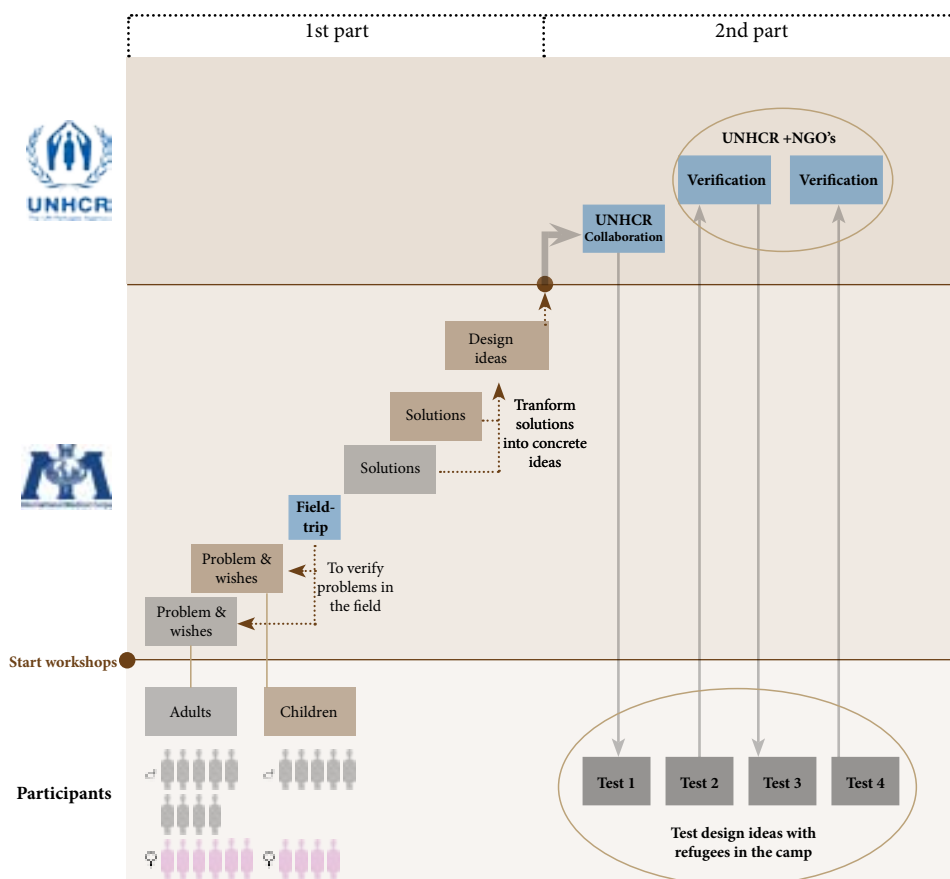 1st part
2nd part
UNHCR +NGO's
Verification
Verification
UNHCR
UNHCR
Collaboration
Design
ideas
Solutions
Tranform
solutions
into concrete
ideas
Solutions
Field-
trip
Problem &
wishes
To verify
problems in
the field
Problem &
wishes
Start workshops
Adults
Children
Participants
Test 1
Test 2
Test 3
Test 4
Test design ideas with
refugees in the camp